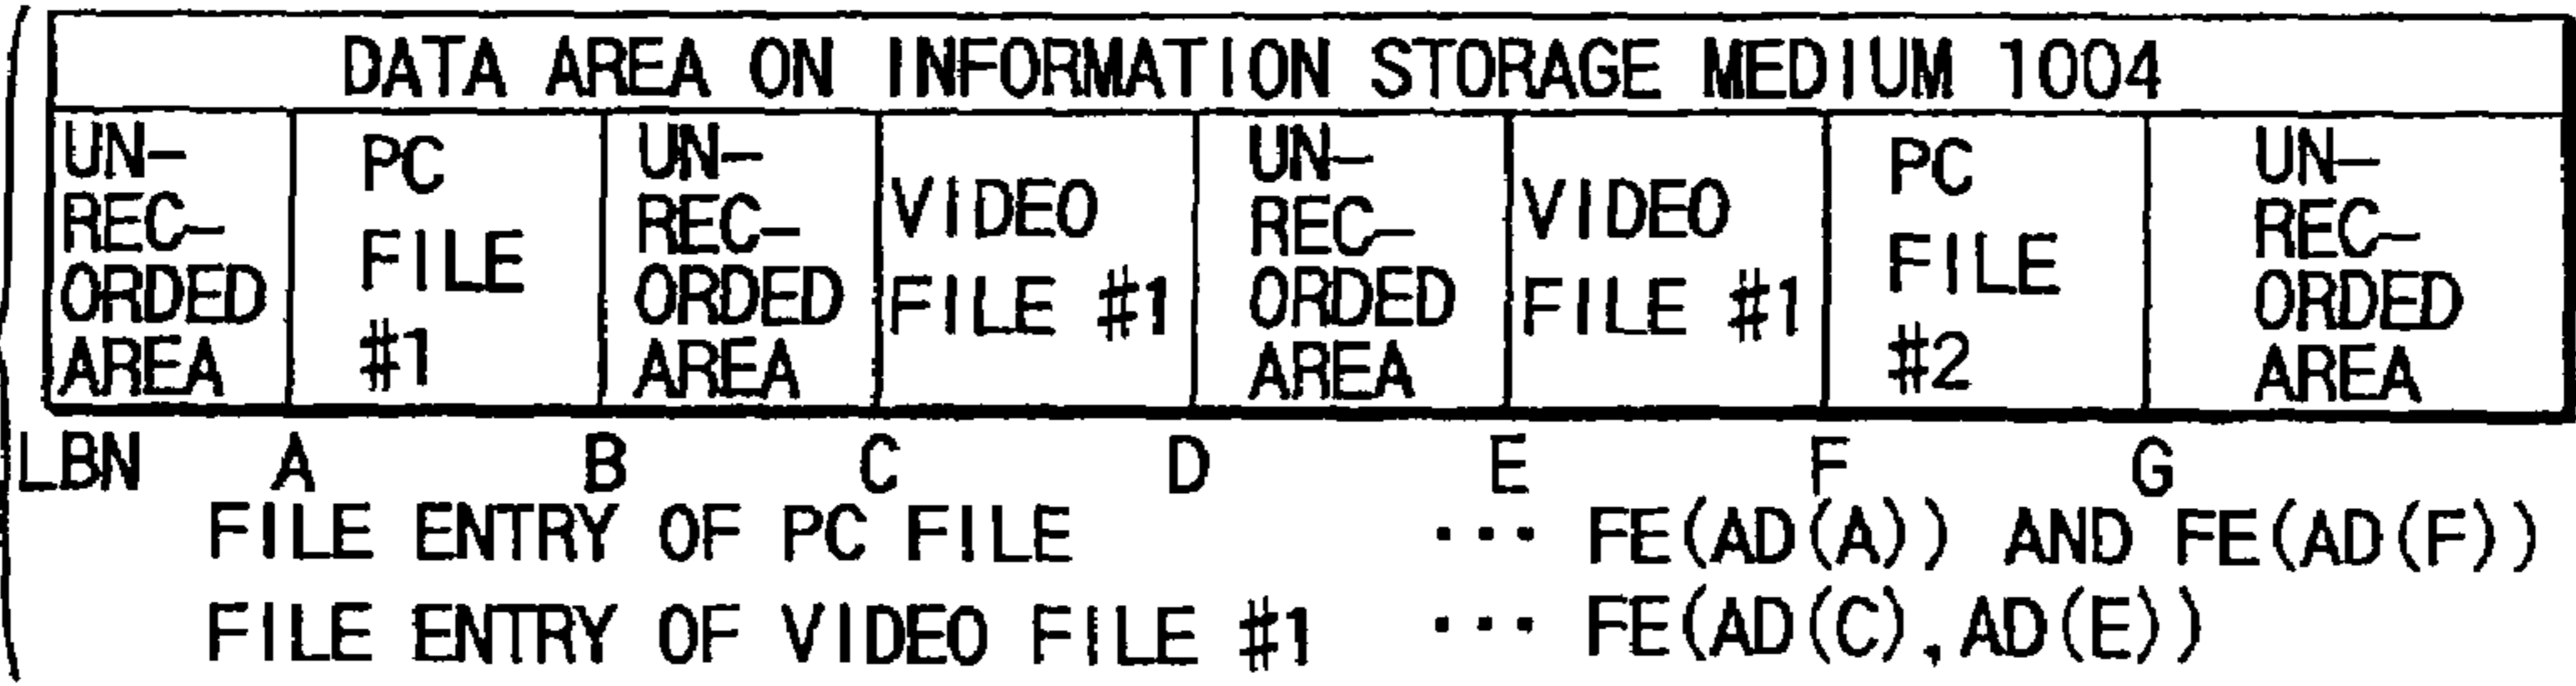 DATA AREA ON INFORMATION STORAGE MEDIUM 1004
UN-
REC-
ORDED
AREA
PC
FILE
#1
UN-
REC-
ORDED
AREA
VIDEO
FILE #1
UN-
REC-
ORDED
AREA
VIDEO
FILE #1
PC
FILE
#2
UN-
REC-
ORDED
AREA
LBN A B C D E F G
FILE ENTRY OF PC FILE ... FE(AD(A)) AND FE(AD(F))
FILE ENTRY OF VIDEO FILE #1 ... FE(AD(C),AD(E))